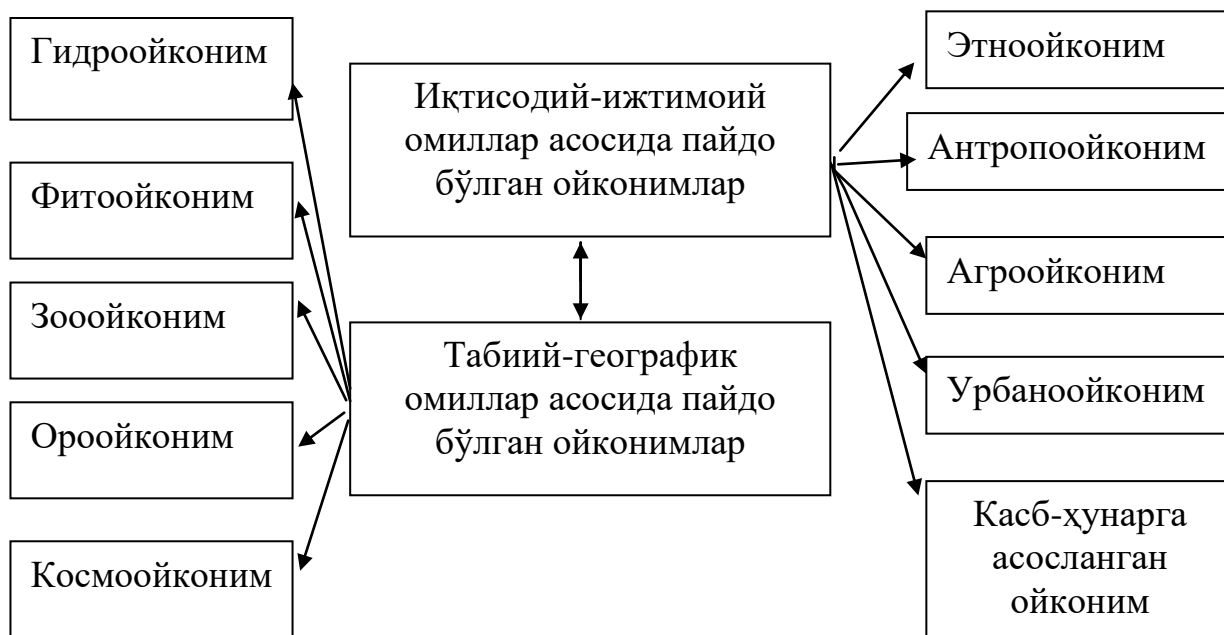 Гидроойконим
Фитоойконим
Зооойконим
Ороойконим
Космоойконим
Иқтисодий-ижтимоий
омиллар асосида пайдо
бўлган ойконимлар
Табиий-географик
омиллар асосида пайдо
бўлган ойконимлар
Этноойконим
Антропоойконим
Агроойконим
Урбаноойконим
Касб-ҳунарга
асосланган
ойконим